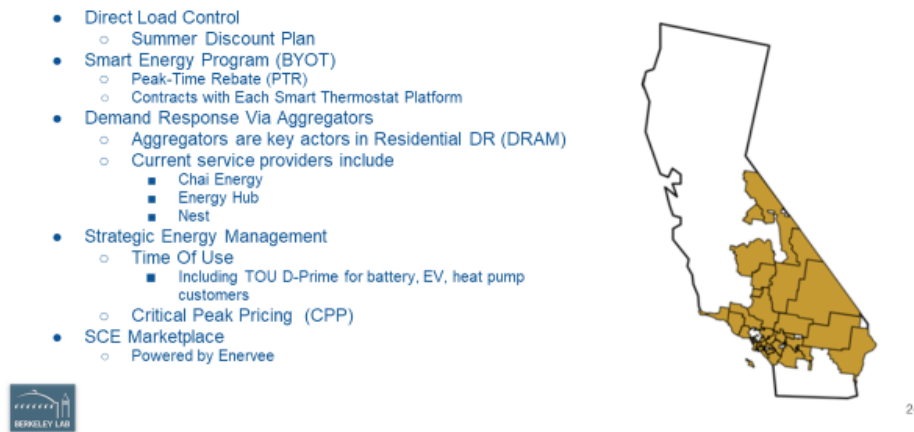 ● Direct Load Control
○ Summer Discount Plan
● Smart Energy Program (BYOT)
○ Peak-Time Rebate (PTR)
○ Contracts with Each Smart Thermostat Platform
● Demand Response Via Aggregators
○ Aggregators are key actors in Residential DR (DRAM)
○ Current service providers include
■ Chai Energy
■ Energy Hub
■ Nest
● Strategic Energy Management
○ Time Of Use
■ Including TOU D-Prime for battery, EV, heat pump
customers
○ Critical Peak Pricing (CPP)
● SCE Marketplace
○ Powered by Enervee
BERKELEY LAB
2